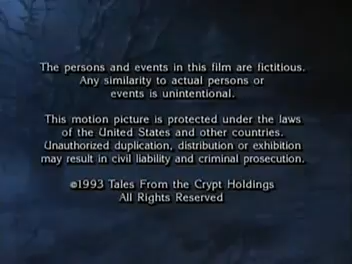 The persons and events in this film are fictitious.
Any similarity to actual persons or
events is unintentional.
This motion picture is protected under the laws
of the United States and other countries.
Unauthorized duplication, distribution or exhibition
may result in civil liability and criminal prosecution.
©1993 Tales From the Crypt Holdings
All Rights Reserved